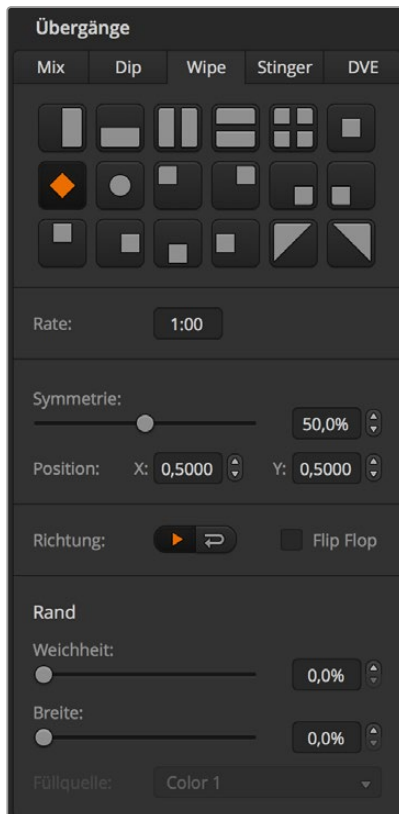 Übergänge
Mix Dip Wipe Stinger DVE
Rate: 1:00
Symmetrie:
50,0%
Position: X: 0,5000 Y: 0,5000
Richtung: Flip Flop
Rand
Weichheit:
0,0%
Breite:
0,0%
Füllquelle: Color 1